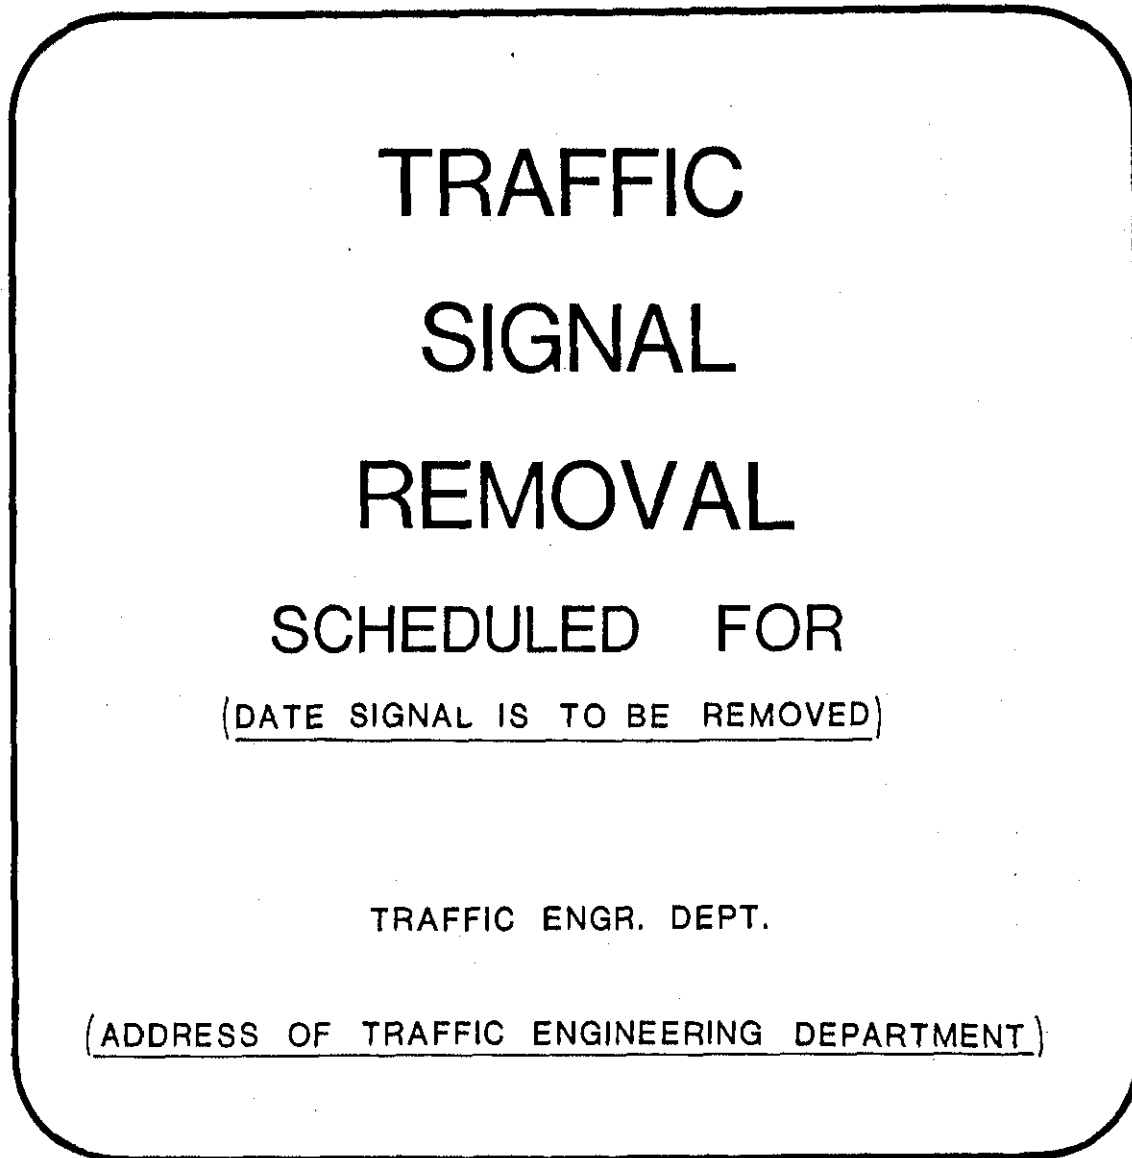 TRAFFIC
SIGNAL
REMOVAL
SCHEDULED FOR
(DATE SIGNAL IS TO BE REMOVED)
TRAFFIC ENGR. DEPT.
(ADDRESS OF TRAFFIC ENGINEERING DEPARTMENT)